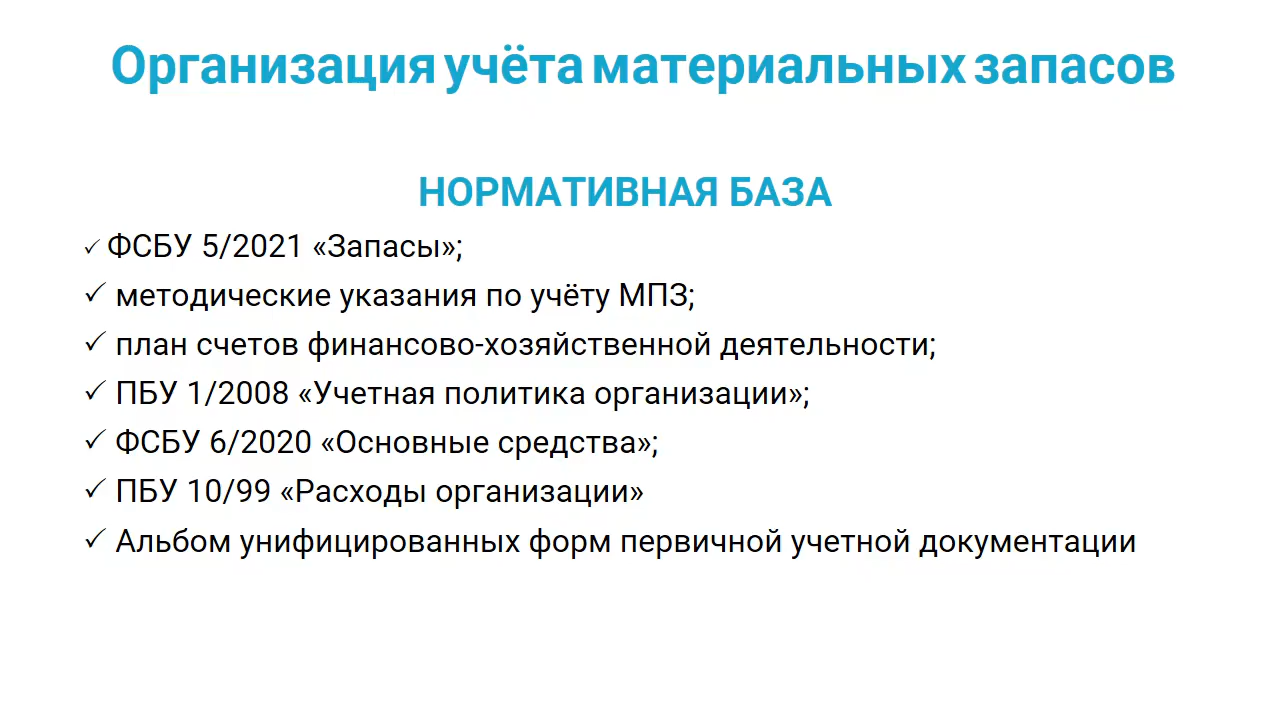 Организация учёта материальных запасов
НОРМАТИВНАЯ БАЗА
✓ ФСБУ 5/2021 «Запасы»;
✓ методические указания по учёту МПЗ;
✓ план счетов финансово-хозяйственной деятельности;
✓ ПБУ 1/2008 «Учетная политика организации»;
✓ ФСБУ 6/2020 «Основные средства»;
✓ ПБУ 10/99 «Расходы организации»
✓ Альбом унифицированных форм первичной учетной документации